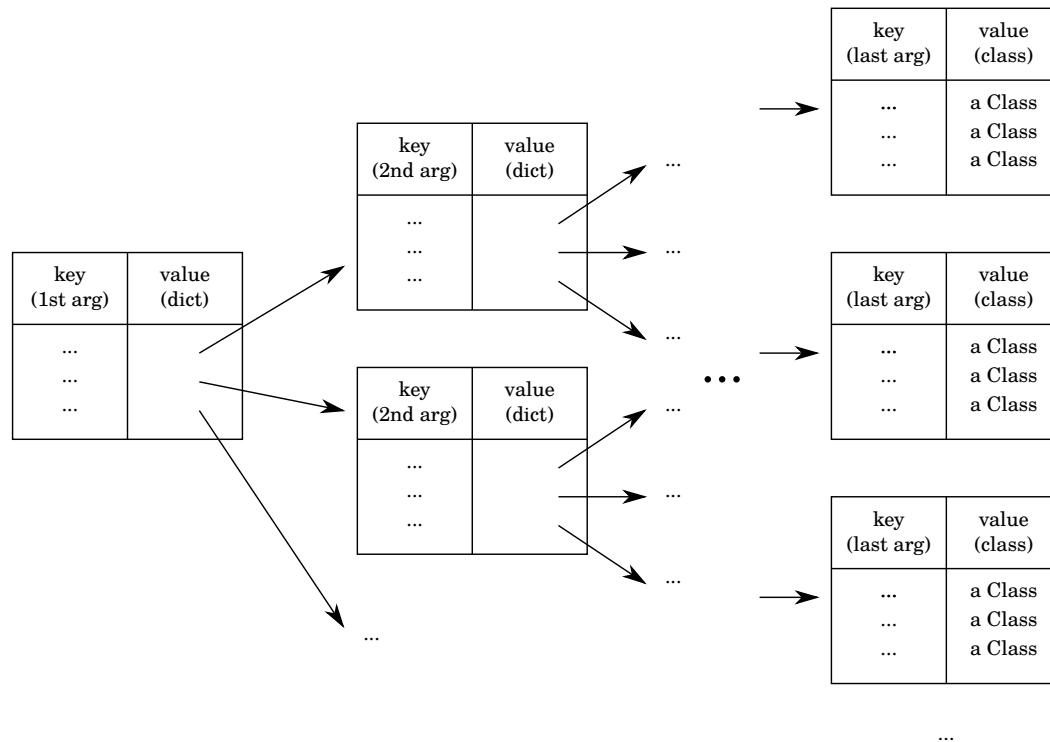 key value
(1st arg) (dict)
...
...
...
key value
(2nd arg) (dict)
...
...
...
key value
(2nd arg) (dict)
...
...
...
...
...
...
...
...
...
...
...
key value
(last arg) (class)
... a Class
... a Class
... a Class
key value
(last arg) (class)
... a Class
... a Class
... a Class
key value
(last arg) (class)
... a Class
... a Class
... a Class
...